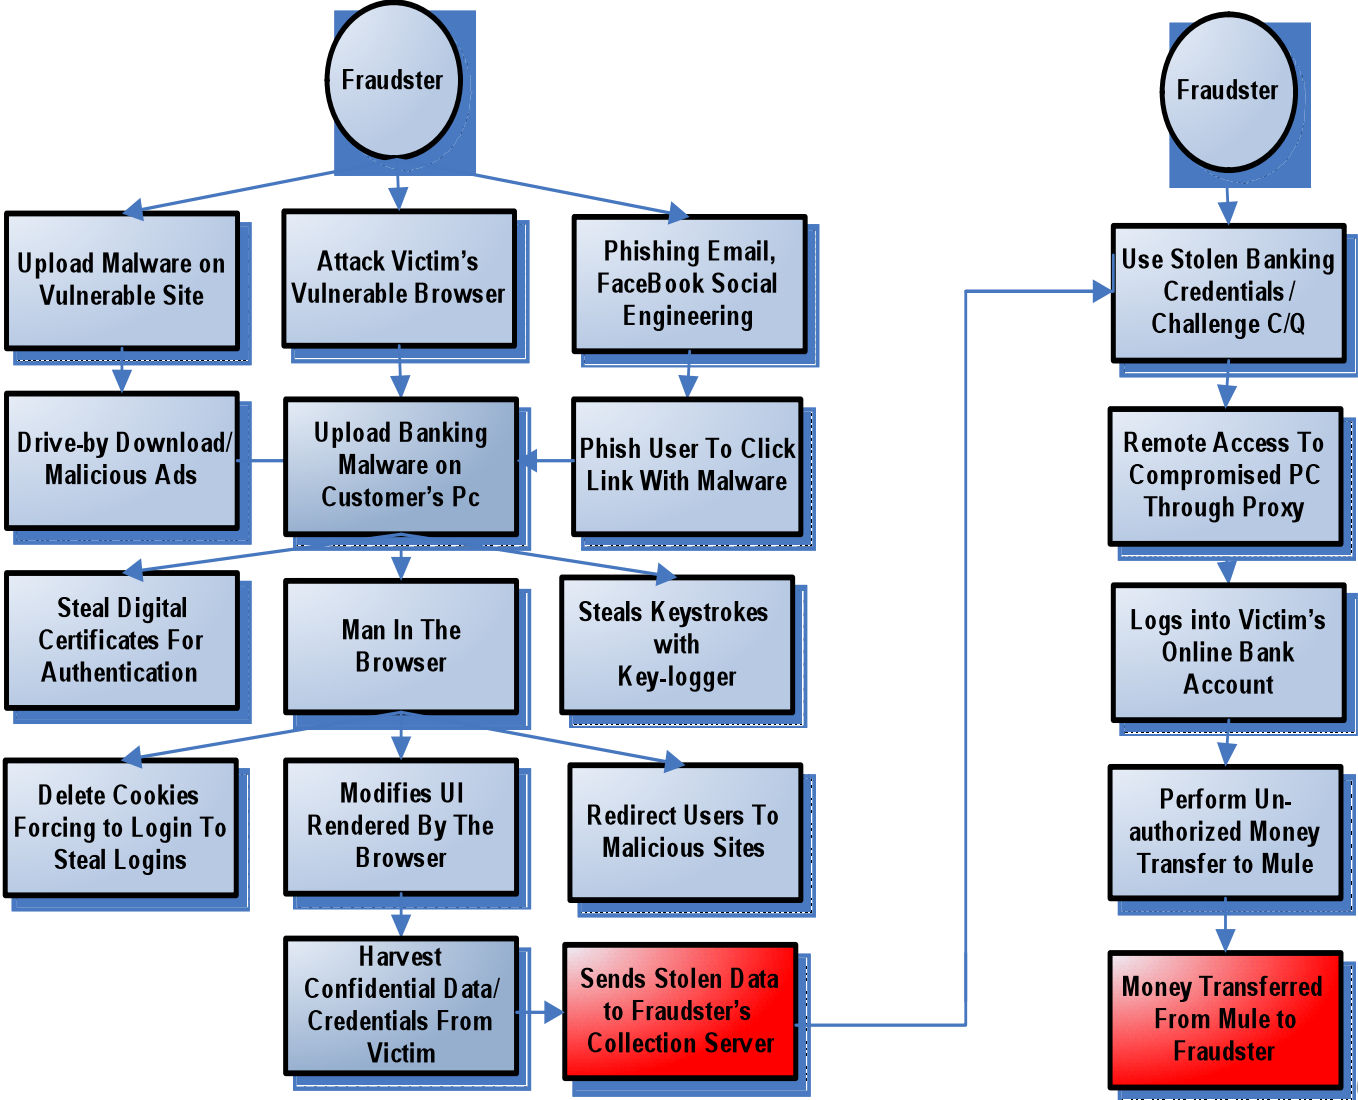 Fraudster
Upload Malware on
Vulnerable Site
Attack Victim's
Vulnerable Browser
Phishing Email,
FaceBook Social
Engineering
Drive-by Download/
Malicious Ads
Upload Banking
Malware on
Customer's Pc
Phish User To Click
Link With Malware
Steal Digital
Certificates For
Authentication
Man In The
Browser
Steals Keystrokes
with
Key-logger
Delete Cookies
Forcing to Login To
Steal Logins
Modifies UI
Rendered By The
Browser
Redirect Users To
Malicious Sites
Harvest
Confidential Data/
Credentials From
Victim
Sends Stolen Data
to Fraudster's
Collection Server
Fraudster
Use Stolen Banking
Credentials /
Challenge C/Q
Remote Access To
Compromised PC
Through Proxy
Logs into Victim's
Online Bank
Account
Perform Un-
authorized Money
Transfer to Mule
Money Transferred
From Mule to
Fraudster